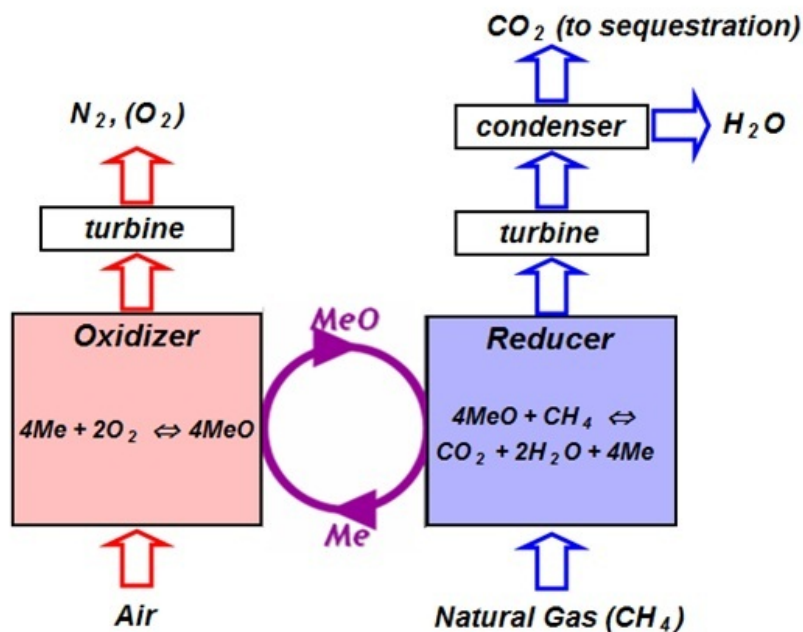 CO₂ (to sequestration)
N₂, (O₂)
condenser
H₂O
turbine
turbine
Oxidizer
MeO
Reducer
4Me + 2O₂ ⇔ 4MeO
4MeO + CH₄ ⇔
CO₂ + 2H₂O + 4Me
Me
Air
Natural Gas (CH₄)